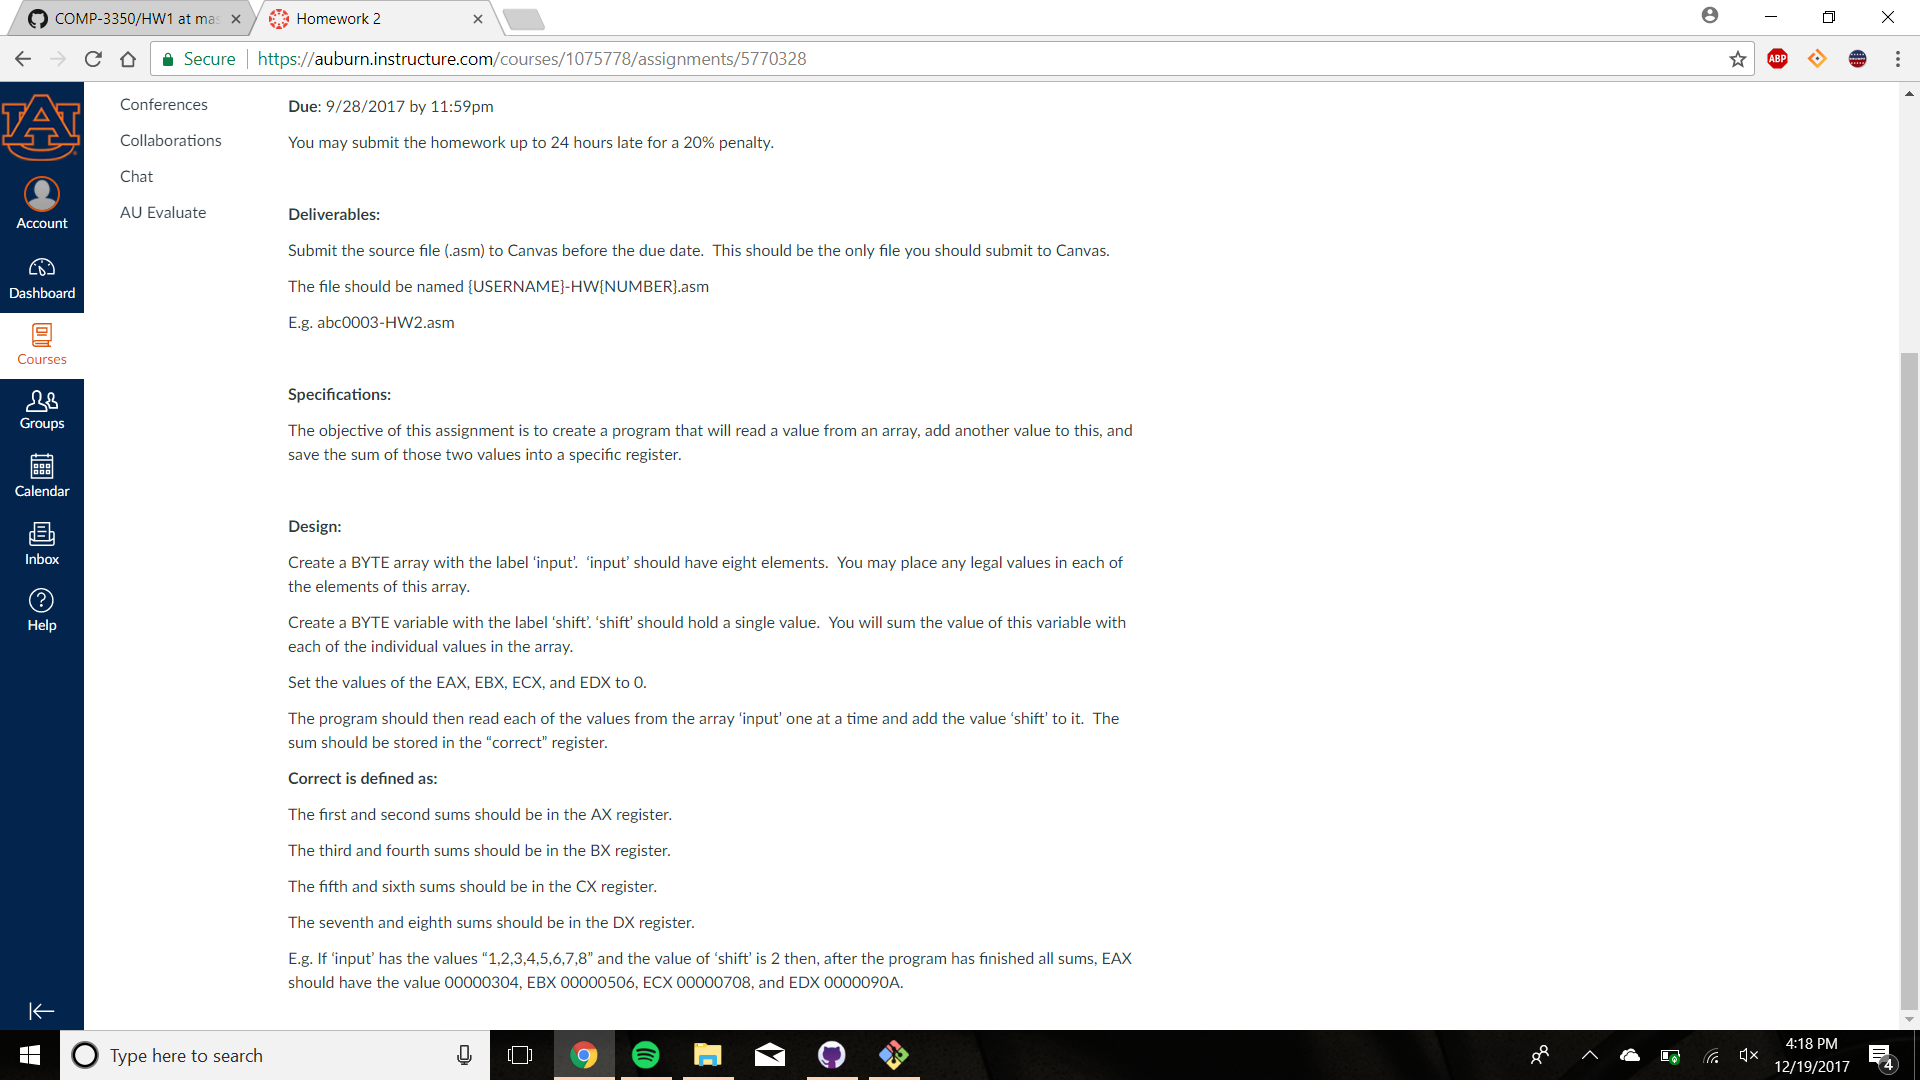 COMP-3350/HW1 at mas
Homework 2
Secure
https://auburn.instructure.com/courses/1075778/assignments/5770328
ABP
Account
Dashboard
Courses
Groups
Calendar
Inbox
Help
Conferences
Collaborations
Chat
AU Evaluate
Due: 9/28/2017 by 11:59pm
You may submit the homework up to 24 hours late for a 20% penalty.
Deliverables:
Submit the source file (.asm) to Canvas before the due date.  This should be the only file you should submit to Canvas.
The file should be named {USERNAME}-HW{NUMBER}.asm
E.g. abc0003-HW2.asm
Specifications:
The objective of this assignment is to create a program that will read a value from an array, add another value to this, and
save the sum of those two values into a specific register.
Design:
Create a BYTE array with the label ‘input’.  ‘input’ should have eight elements.  You may place any legal values in each of
the elements of this array.
Create a BYTE variable with the label ‘shift’. ‘shift’ should hold a single value.  You will sum the value of this variable with
each of the individual values in the array.
Set the values of the EAX, EBX, ECX, and EDX to 0.
The program should then read each of the values from the array ‘input’ one at a time and add the value ‘shift’ to it.  The
sum should be stored in the “correct” register.
Correct is defined as:
The first and second sums should be in the AX register.
The third and fourth sums should be in the BX register.
The fifth and sixth sums should be in the CX register.
The seventh and eighth sums should be in the DX register.
E.g. If ‘input’ has the values “1,2,3,4,5,6,7,8” and the value of ‘shift’ is 2 then, after the program has finished all sums, EAX
should have the value 00000304, EBX 00000506, ECX 00000708, and EDX 0000090A.
Type here to search
4:18 PM
12/19/2017
4